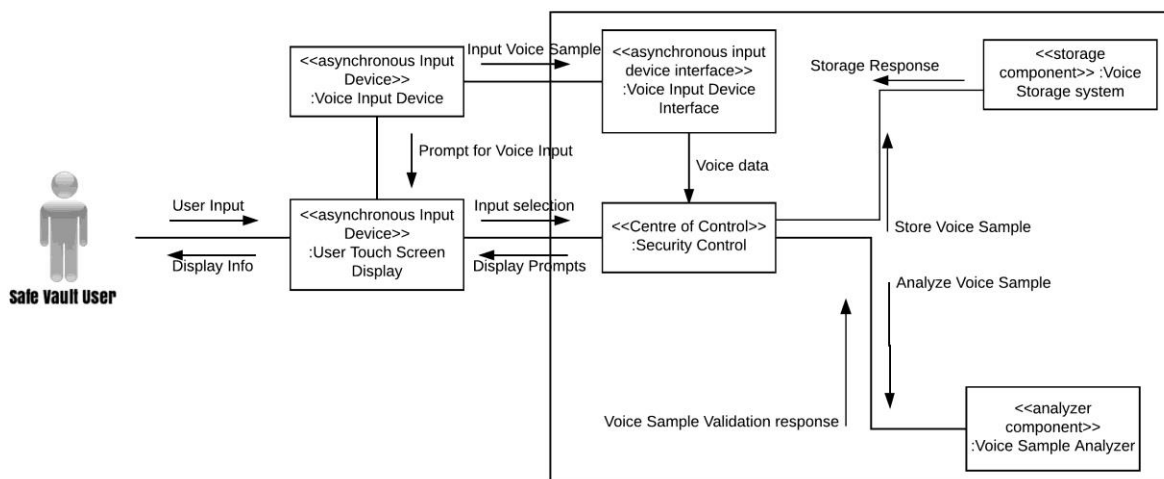 <<asynchronous Input
Device>>
:Voice Input Device
Input Voice Sample
<<asynchronous input
device interface>>
:Voice Input Device
Interface
Storage Response
<<storage
component>> :Voice
Storage system
Prompt for Voice Input
Voice data
User Input
Display Info
Safe Vault User
<<asynchronous Input
Device>>
:User Touch Screen
Display
Input selection
Display Prompts
<<Centre of Control>>
:Security Control
Store Voice Sample
Analyze Voice Sample
Voice Sample Validation response
<<analyzer
component>>
:Voice Sample Analyzer